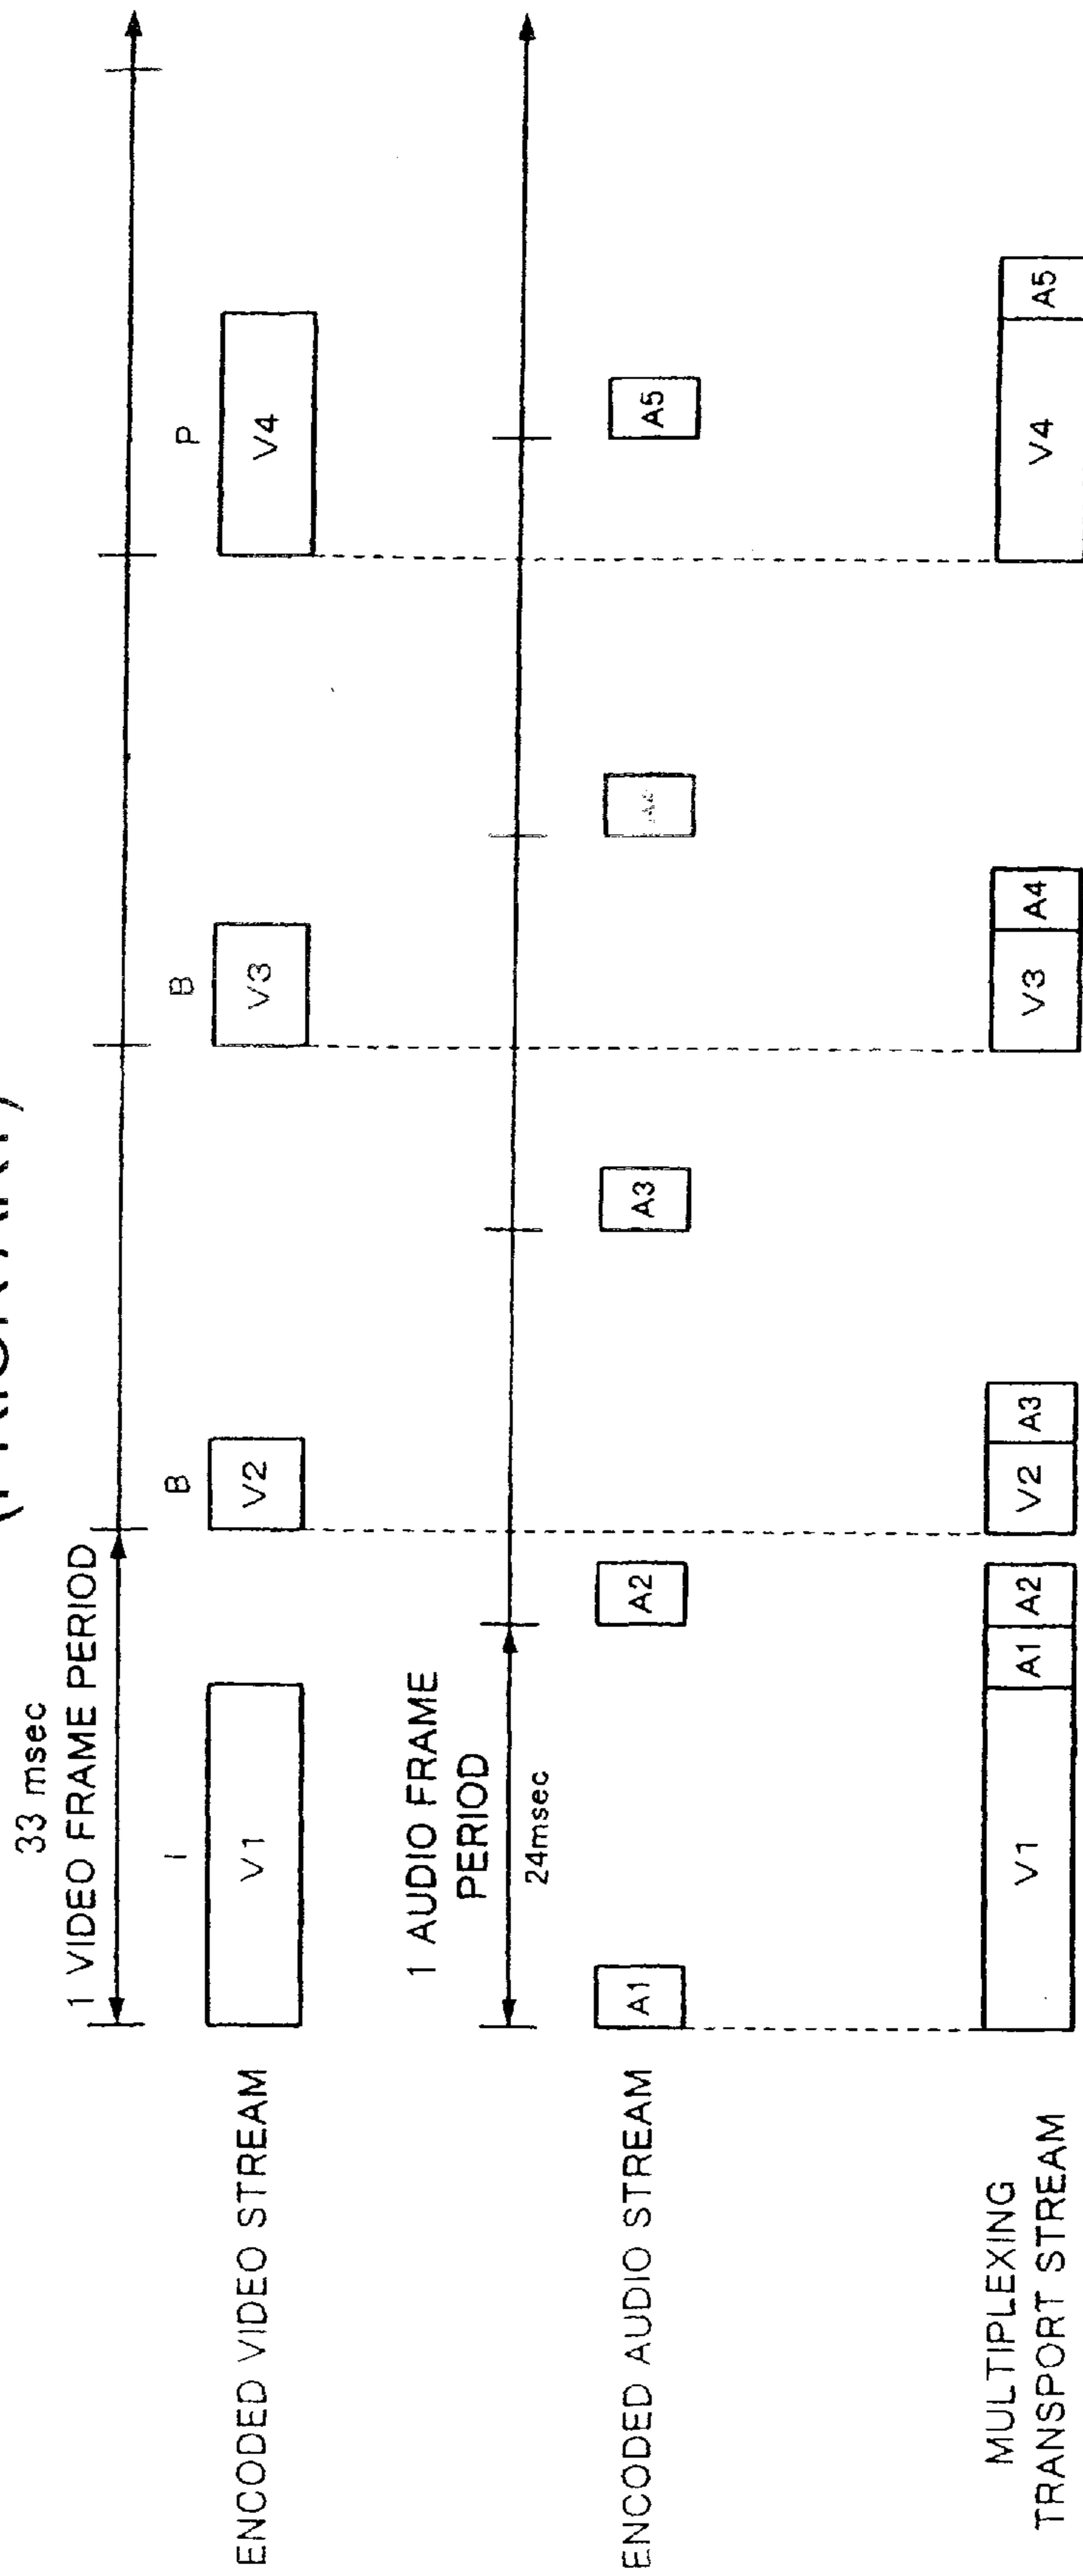 (PRIOR ART)
33 msec
1 VIDEO FRAME PERIOD
I
B
B
P
ENCODED VIDEO STREAM
V1
V2
V3
V4
1 AUDIO FRAME
PERIOD
24msec
ENCODED AUDIO STREAM
A1
A2
A3
A4
A5
MULTIPLEXING
TRANSPORT STREAM
V1
A1
A2
V2
A3
V3
A4
V4
A5